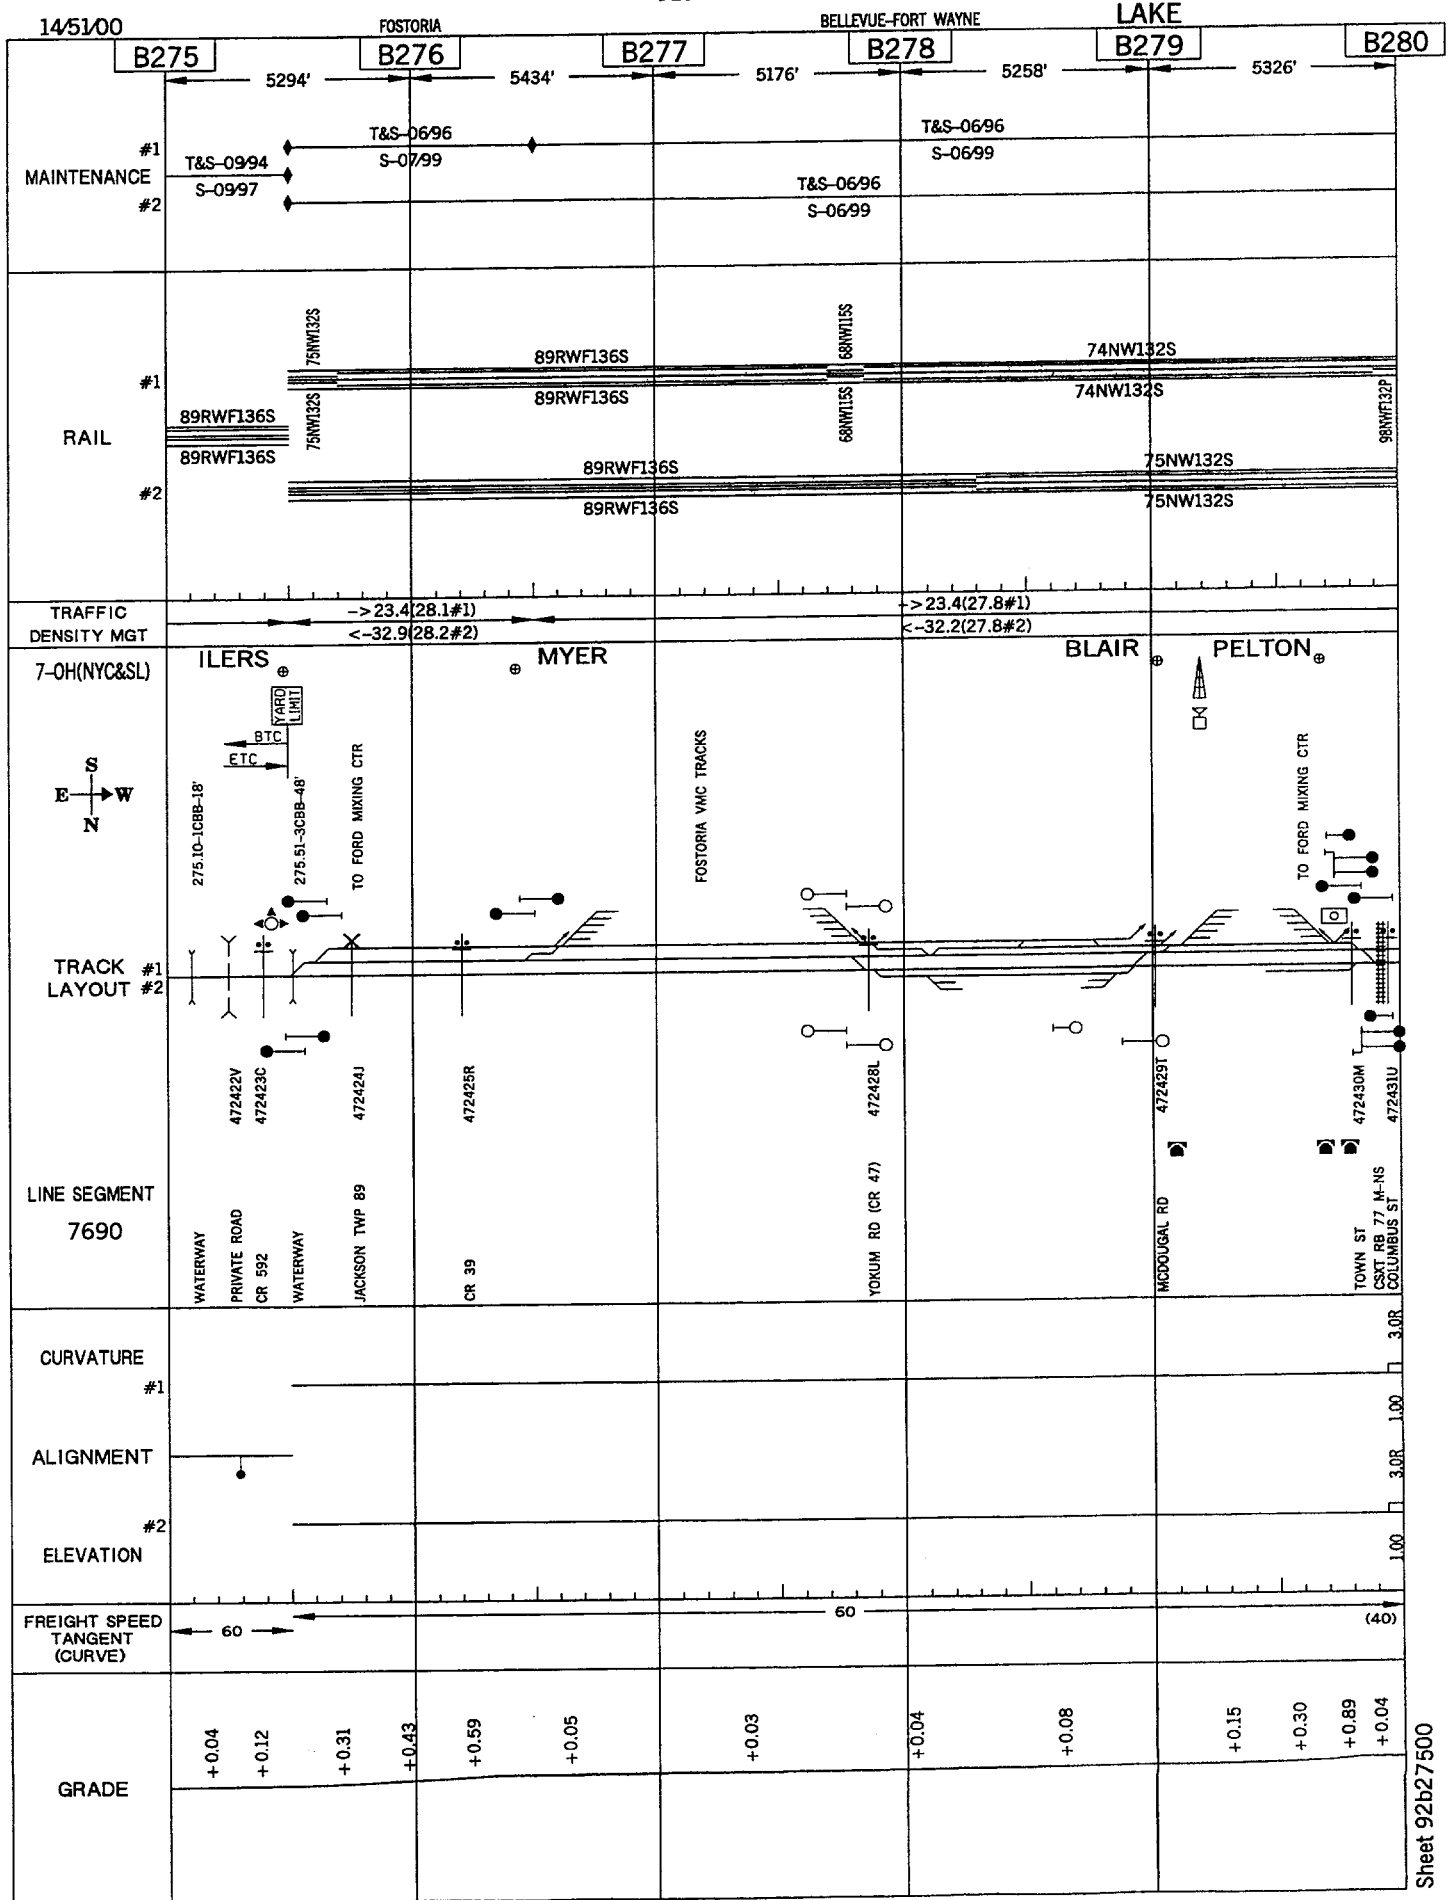 14/51/00
FOSTORIA
BELLEVUE-FORT WAYNE
LAKE
B275
B276
B277
B278
B279
B280
5294'
5434'
5176'
5258'
5326'
MAINTENANCE
#1
#2
T&S-09/94
S-09/97
T&S-06/96
S-07/99
T&S-06/96
S-06/99
T&S-06/96
S-06/99
RAIL
#1
#2
89RWF136S
89RWF136S
75NW132S
75NW132S
89RWF136S
89RWF136S
68NW115S
68NW115S
74NW132S
74NW132S
98NWF132P
89RWF136S
89RWF136S
75NW132S
75NW132S
TRAFFIC
DENSITY MGT
->23.4(28.1#1)
<-32.9(28.2#2)
->23.4(27.8#1)
<-32.2(27.8#2)
7-OH(NYC&SL)
ILERS
MYER
BLAIR
PELTON
YARD
LIMIT
BTC
ETC
S
E
W
N
275.10-1CBB-18'
275.51-3CBB-48'
TO FORD MIXING CTR
FOSTORIA VMC TRACKS
TO FORD MIXING CTR
TRACK #1
LAYOUT #2
472422V
472423C
472424J
472425R
472428L
472429T
472430M
472431U
LINE SEGMENT
7690
WATERWAY
PRIVATE ROAD
CR 592
WATERWAY
JACKSON TWP 89
CR 39
YOKUM RD (CR 47)
MCDOUGAL RD
TOWN ST
CSXT RB 77 M-NS
COLUMBUS ST
CURVATURE
#1
3.0R
1.00
ALIGNMENT
3.0R
#2
ELEVATION
1.00
FREIGHT SPEED
TANGENT
(CURVE)
60
60
(40)
GRADE
+0.04
+0.12
+0.31
+0.43
+0.59
+0.05
+0.03
+0.04
+0.08
+0.15
+0.30
+0.89
+0.04
Sheet 92b27500